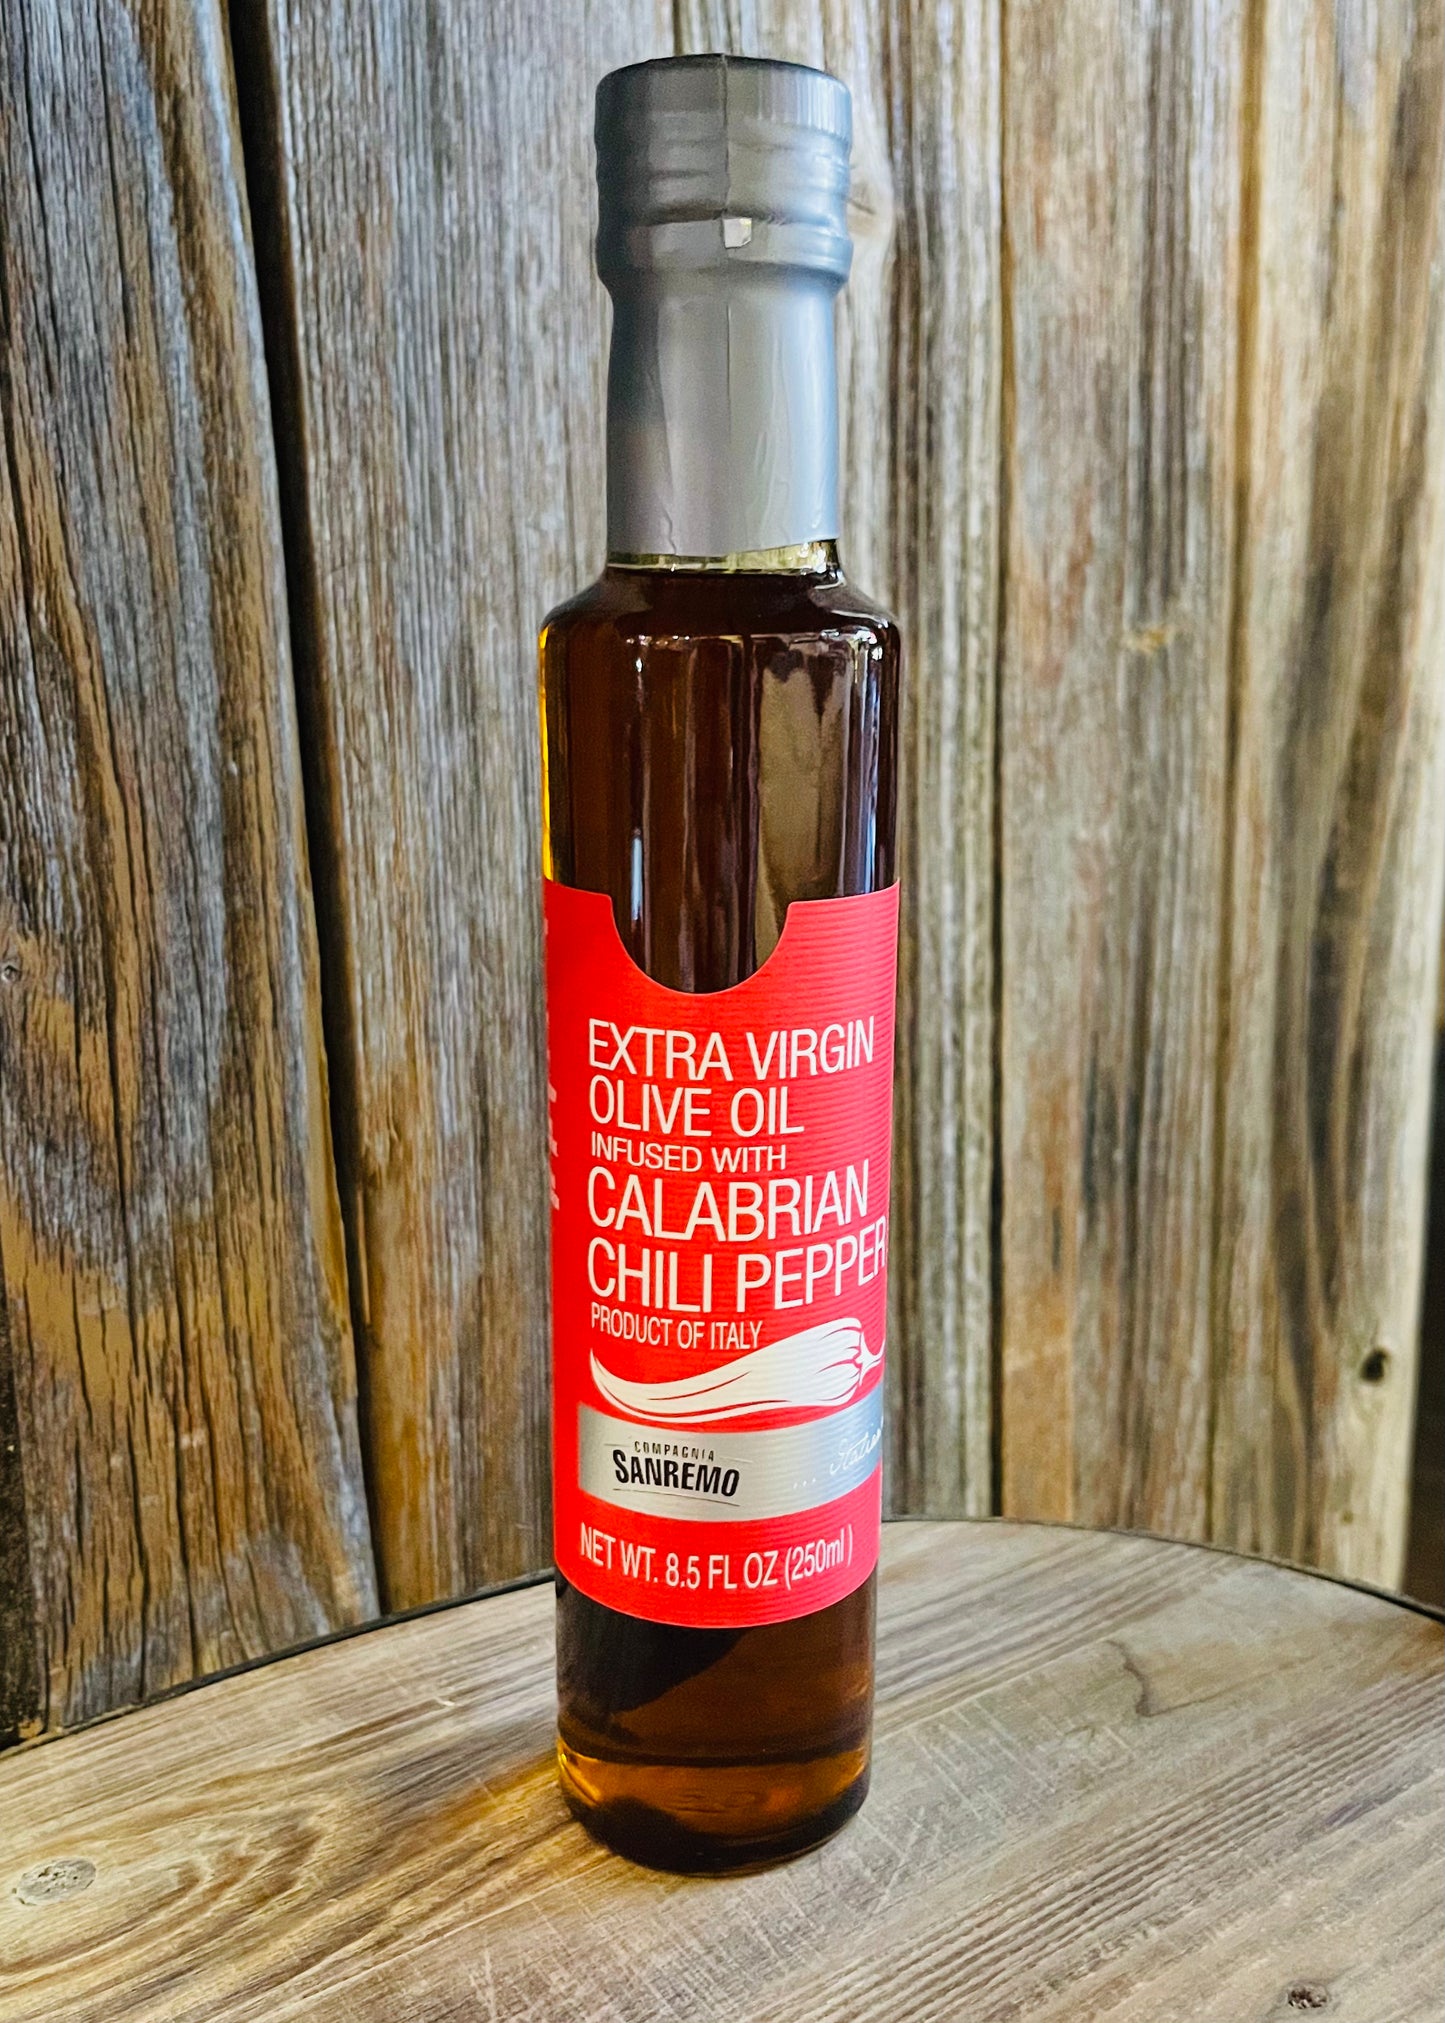 EXTRA VIRGIN
OLIVE OIL
INFUSED WITH
CALABRIAN
CHILI PEPPER
PRODUCT OF ITALY
COMPAGNIA
SANREMO
NET WT. 8.5 FL OZ (250ml)